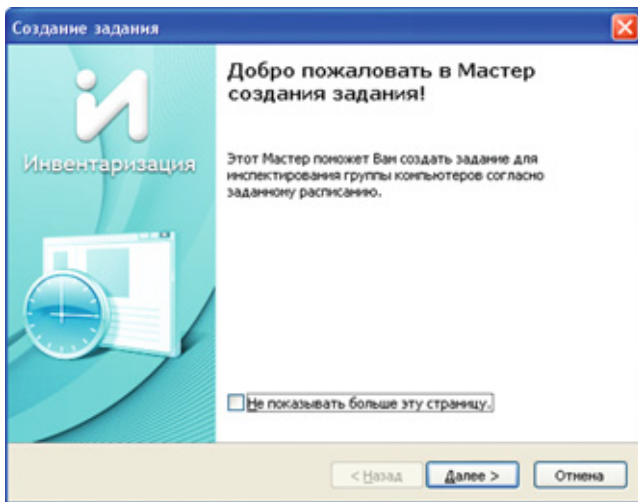 Создание задания
Добро пожаловать в Мастер
создания задания!
Инвентаризация
Этот Мастер поможет Вам создать задание для
инспектирования группы компьютеров согласно
заданному расписанию.
Не показывать больше эту страницу.
< Назад
Далее >
Отмена